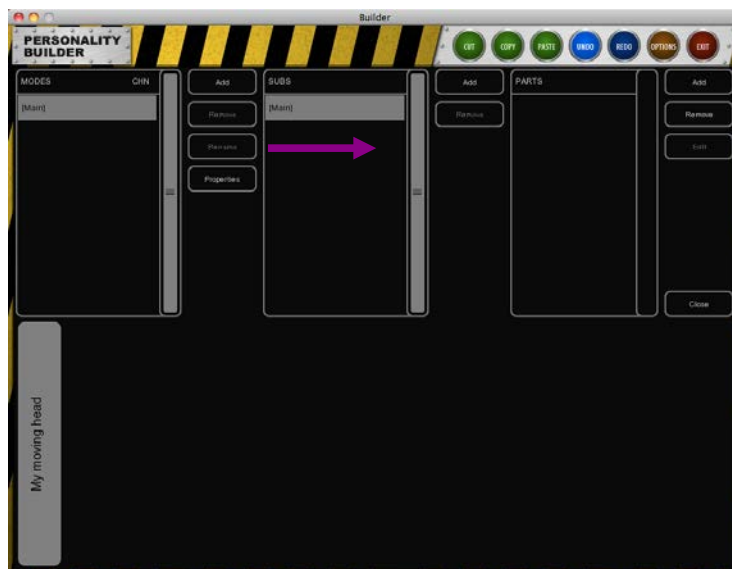 Builder
PERSONALITY
BUILDER
CUT
COPY
PASTE
UNDO
REDO
OPTIONS
EXIT
MODES CHN
[Main]
Add
Remove
Rename
Properties
SUBS
[Main]
Add
Remove
PARTS
Add
Remove
Edit
Close
My moving head